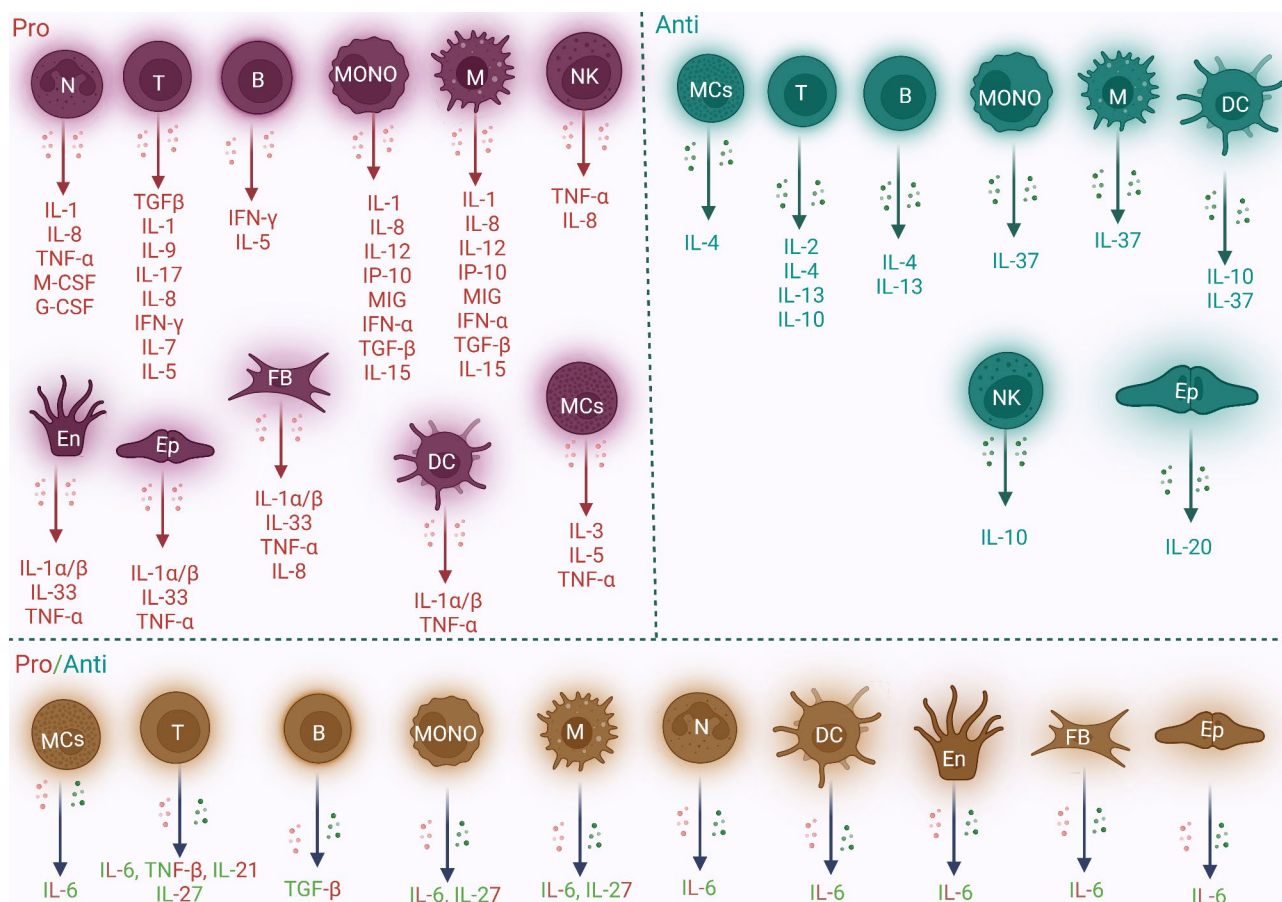 Pro
N
T
B
MONO
M
NK
IL-1
IL-8
TNF-α
M-CSF
G-CSF
TGFβ
IL-1
IL-9
IL-17
IL-8
IFN-γ
IL-7
IL-5
IFN-γ
IL-5
IL-1
IL-8
IL-12
IP-10
MIG
IFN-α
TGF-β
IL-15
IL-1
IL-8
IL-12
IP-10
MIG
IFN-α
TGF-β
IL-15
TNF-α
IL-8
En
Ep
FB
DC
MCs
IL-1α/β
IL-33
TNF-α
IL-1α/β
IL-33
TNF-α
IL-1α/β
IL-33
TNF-α
IL-8
IL-1α/β
TNF-α
IL-3
IL-5
TNF-α
Anti
MCs
T
B
MONO
M
DC
IL-4
IL-2
IL-4
IL-13
IL-10
IL-4
IL-13
IL-37
IL-37
IL-10
IL-37
NK
Ep
IL-10
IL-20
Pro/Anti
MCs
T
B
MONO
M
N
DC
En
FB
Ep
IL-6
IL-6, TNF-β, IL-21
IL-27
TGF-β
IL-6, IL-27
IL-6, IL-27
IL-6
IL-6
IL-6
IL-6
IL-6